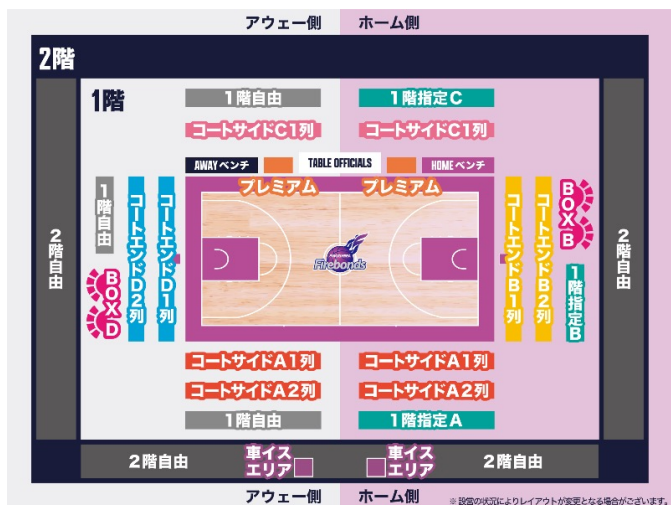 アウェー側 ホーム側
2階
1階
1階自由 1階指定C
コートサイドC1列 コートサイドC1列
AWAYベンチ TABLE OFFICIALS HOMEベンチ
プレミアム プレミアム
2階自由
1階自由
BOX D
コートエンドD2列
コートエンドD1列
Firebonds
コートエンドB1列
コートエンドB2列
BOX B
1階指定B
2階自由
コートサイドA1列 コートサイドA1列
コートサイドA2列 コートサイドA2列
1階自由 1階指定A
2階自由 車イス
エリア 車イス
エリア 2階自由
アウェー側 ホーム側
※設営の状況によりレイアウトが変更となる場合がございます。